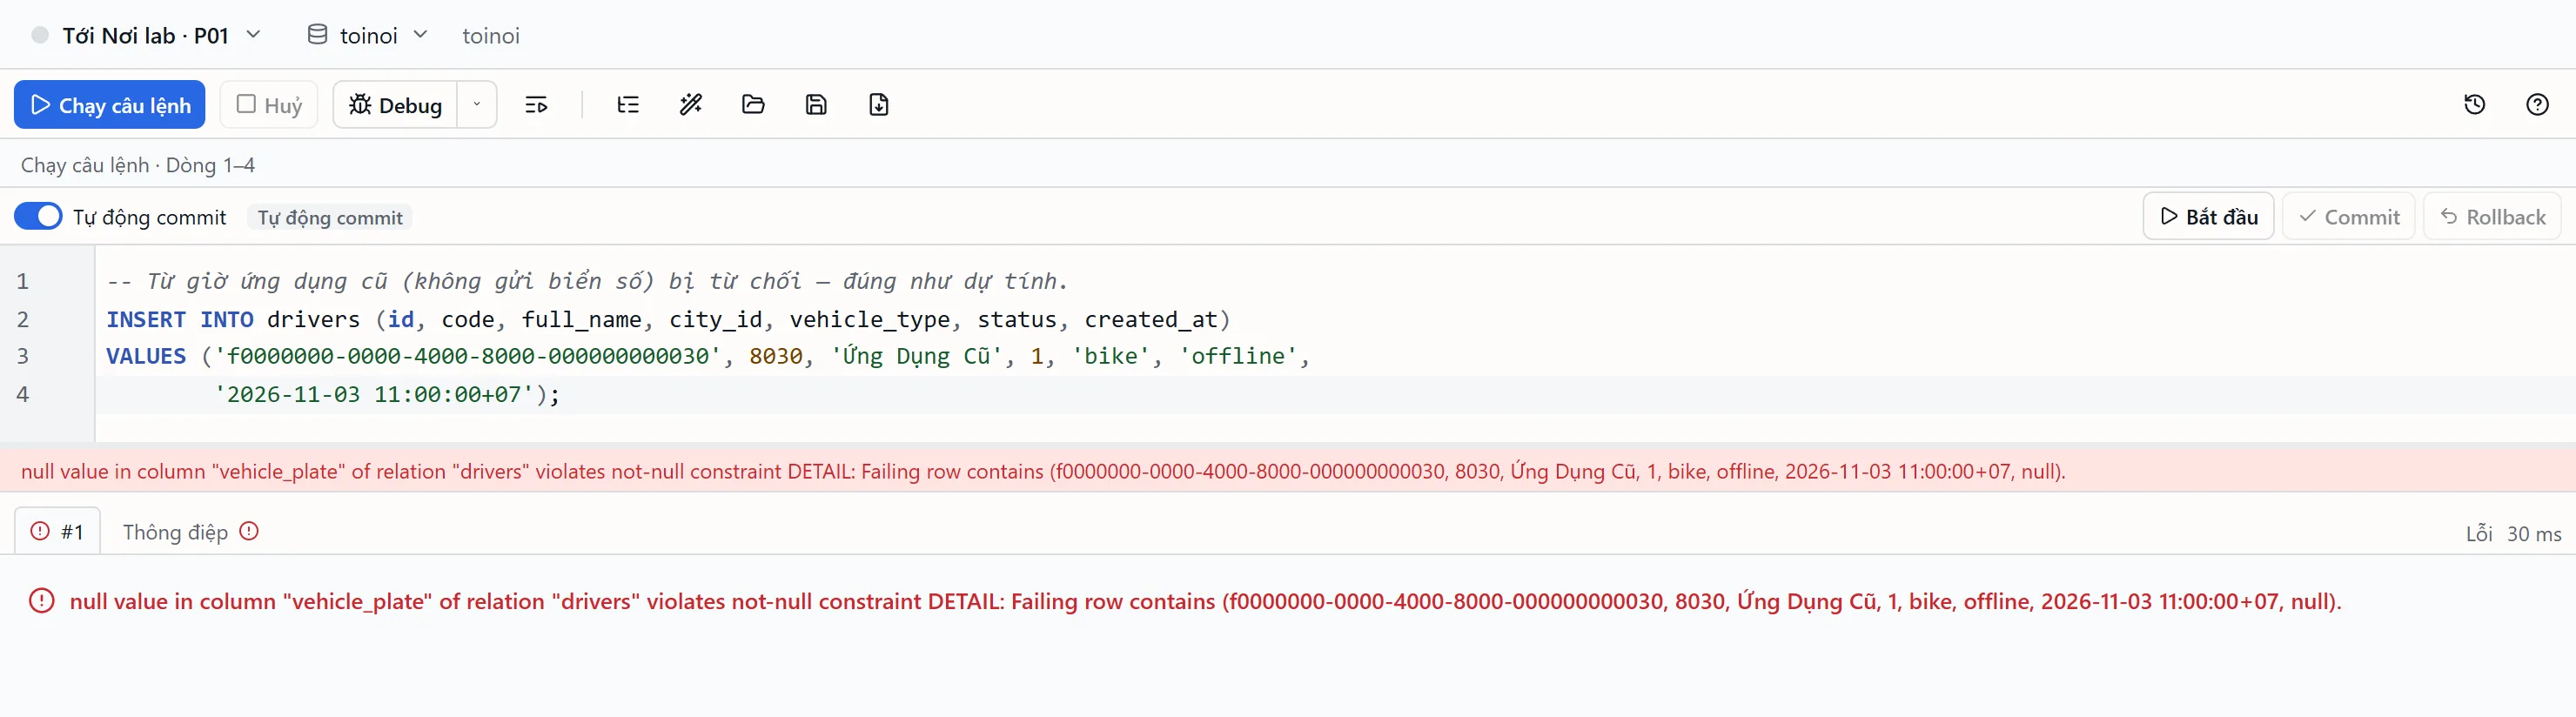 Tới Nơi lab · P01 toinoi toinoi
Chạy câu lệnh Huỷ Debug
Chạy câu lệnh · Dòng 1–4
Tự động commit Tự động commit Bắt đầu Commit Rollback
1 -- Từ giờ ứng dụng cũ (không gửi biển số) bị từ chối — đúng như dự tính.
2 INSERT INTO drivers (id, code, full_name, city_id, vehicle_type, status, created_at)
3 VALUES ('f0000000-0000-4000-8000-000000000030', 8030, 'Ứng Dụng Cũ', 1, 'bike', 'offline',
4 '2026-11-03 11:00:00+07');
null value in column "vehicle_plate" of relation "drivers" violates not-null constraint DETAIL: Failing row contains (f0000000-0000-4000-8000-000000000030, 8030, Ứng Dụng Cũ, 1, bike, offline, 2026-11-03 11:00:00+07, null).
#1 Thông điệp Lỗi 30 ms
null value in column "vehicle_plate" of relation "drivers" violates not-null constraint DETAIL: Failing row contains (f0000000-0000-4000-8000-000000000030, 8030, Ứng Dụng Cũ, 1, bike, offline, 2026-11-03 11:00:00+07, null).